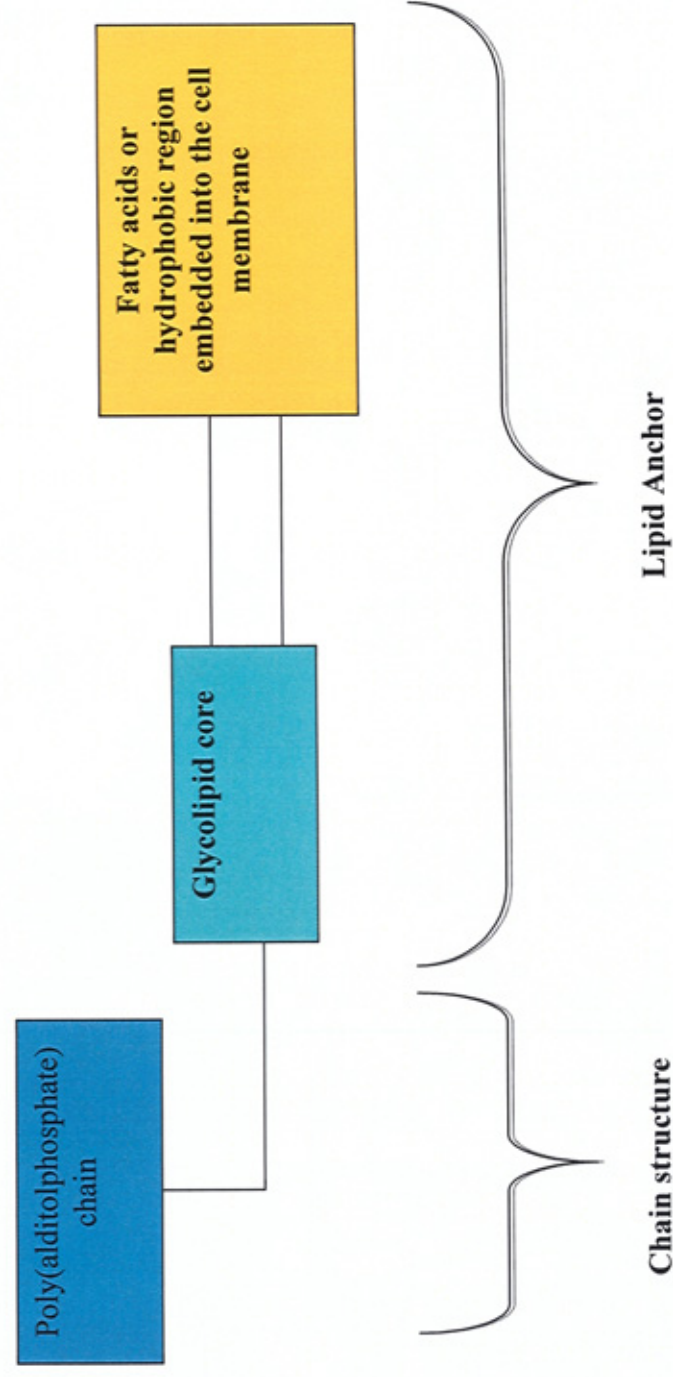 Poly(alditolphosphate)
chain
Glycolipid core
Fatty acids or
hydrophobic region
embedded into the cell
membrane
Chain structure
Lipid Anchor